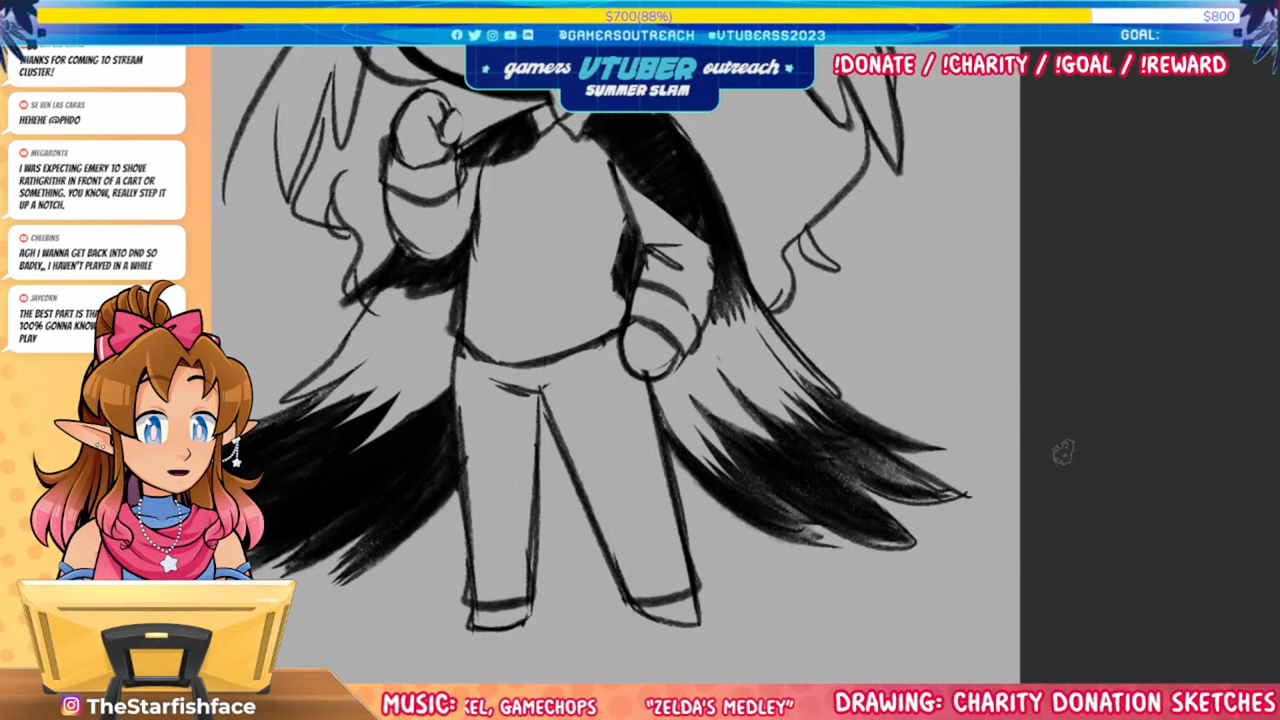 $700(88%)
$800
@GAMERSOUTREACH
#VTUBERSS2023
GOAL:
gamers VTUBER outreach
SUMMER SLAM
!DONATE / !CHARITY / !GOAL / !REWARD
THANKS FOR COMING TO STREAM
CLUSTER!
SE VEN LAS CARAS
HEHEHE @PHDO
MEGARONTV
I WAS EXPECTING EMERY TO SHOVE
RATHGRITHR IN FRONT OF A CART OR
SOMETHING. YOU KNOW, REALLY STEP IT
UP A NOTCH.
CHEEBINS
AGH I WANNA GET BACK INTO DND SO
BADLY,, I HAVEN'T PLAYED IN A WHILE
JAYCORN
THE BEST PART IS
100% GONNA KNOW
PLAY
TheStarfishface
MUSIC: KEL, GAMECHOPS "ZELDA'S MEDLEY"
DRAWING: CHARITY DONATION SKETCHES